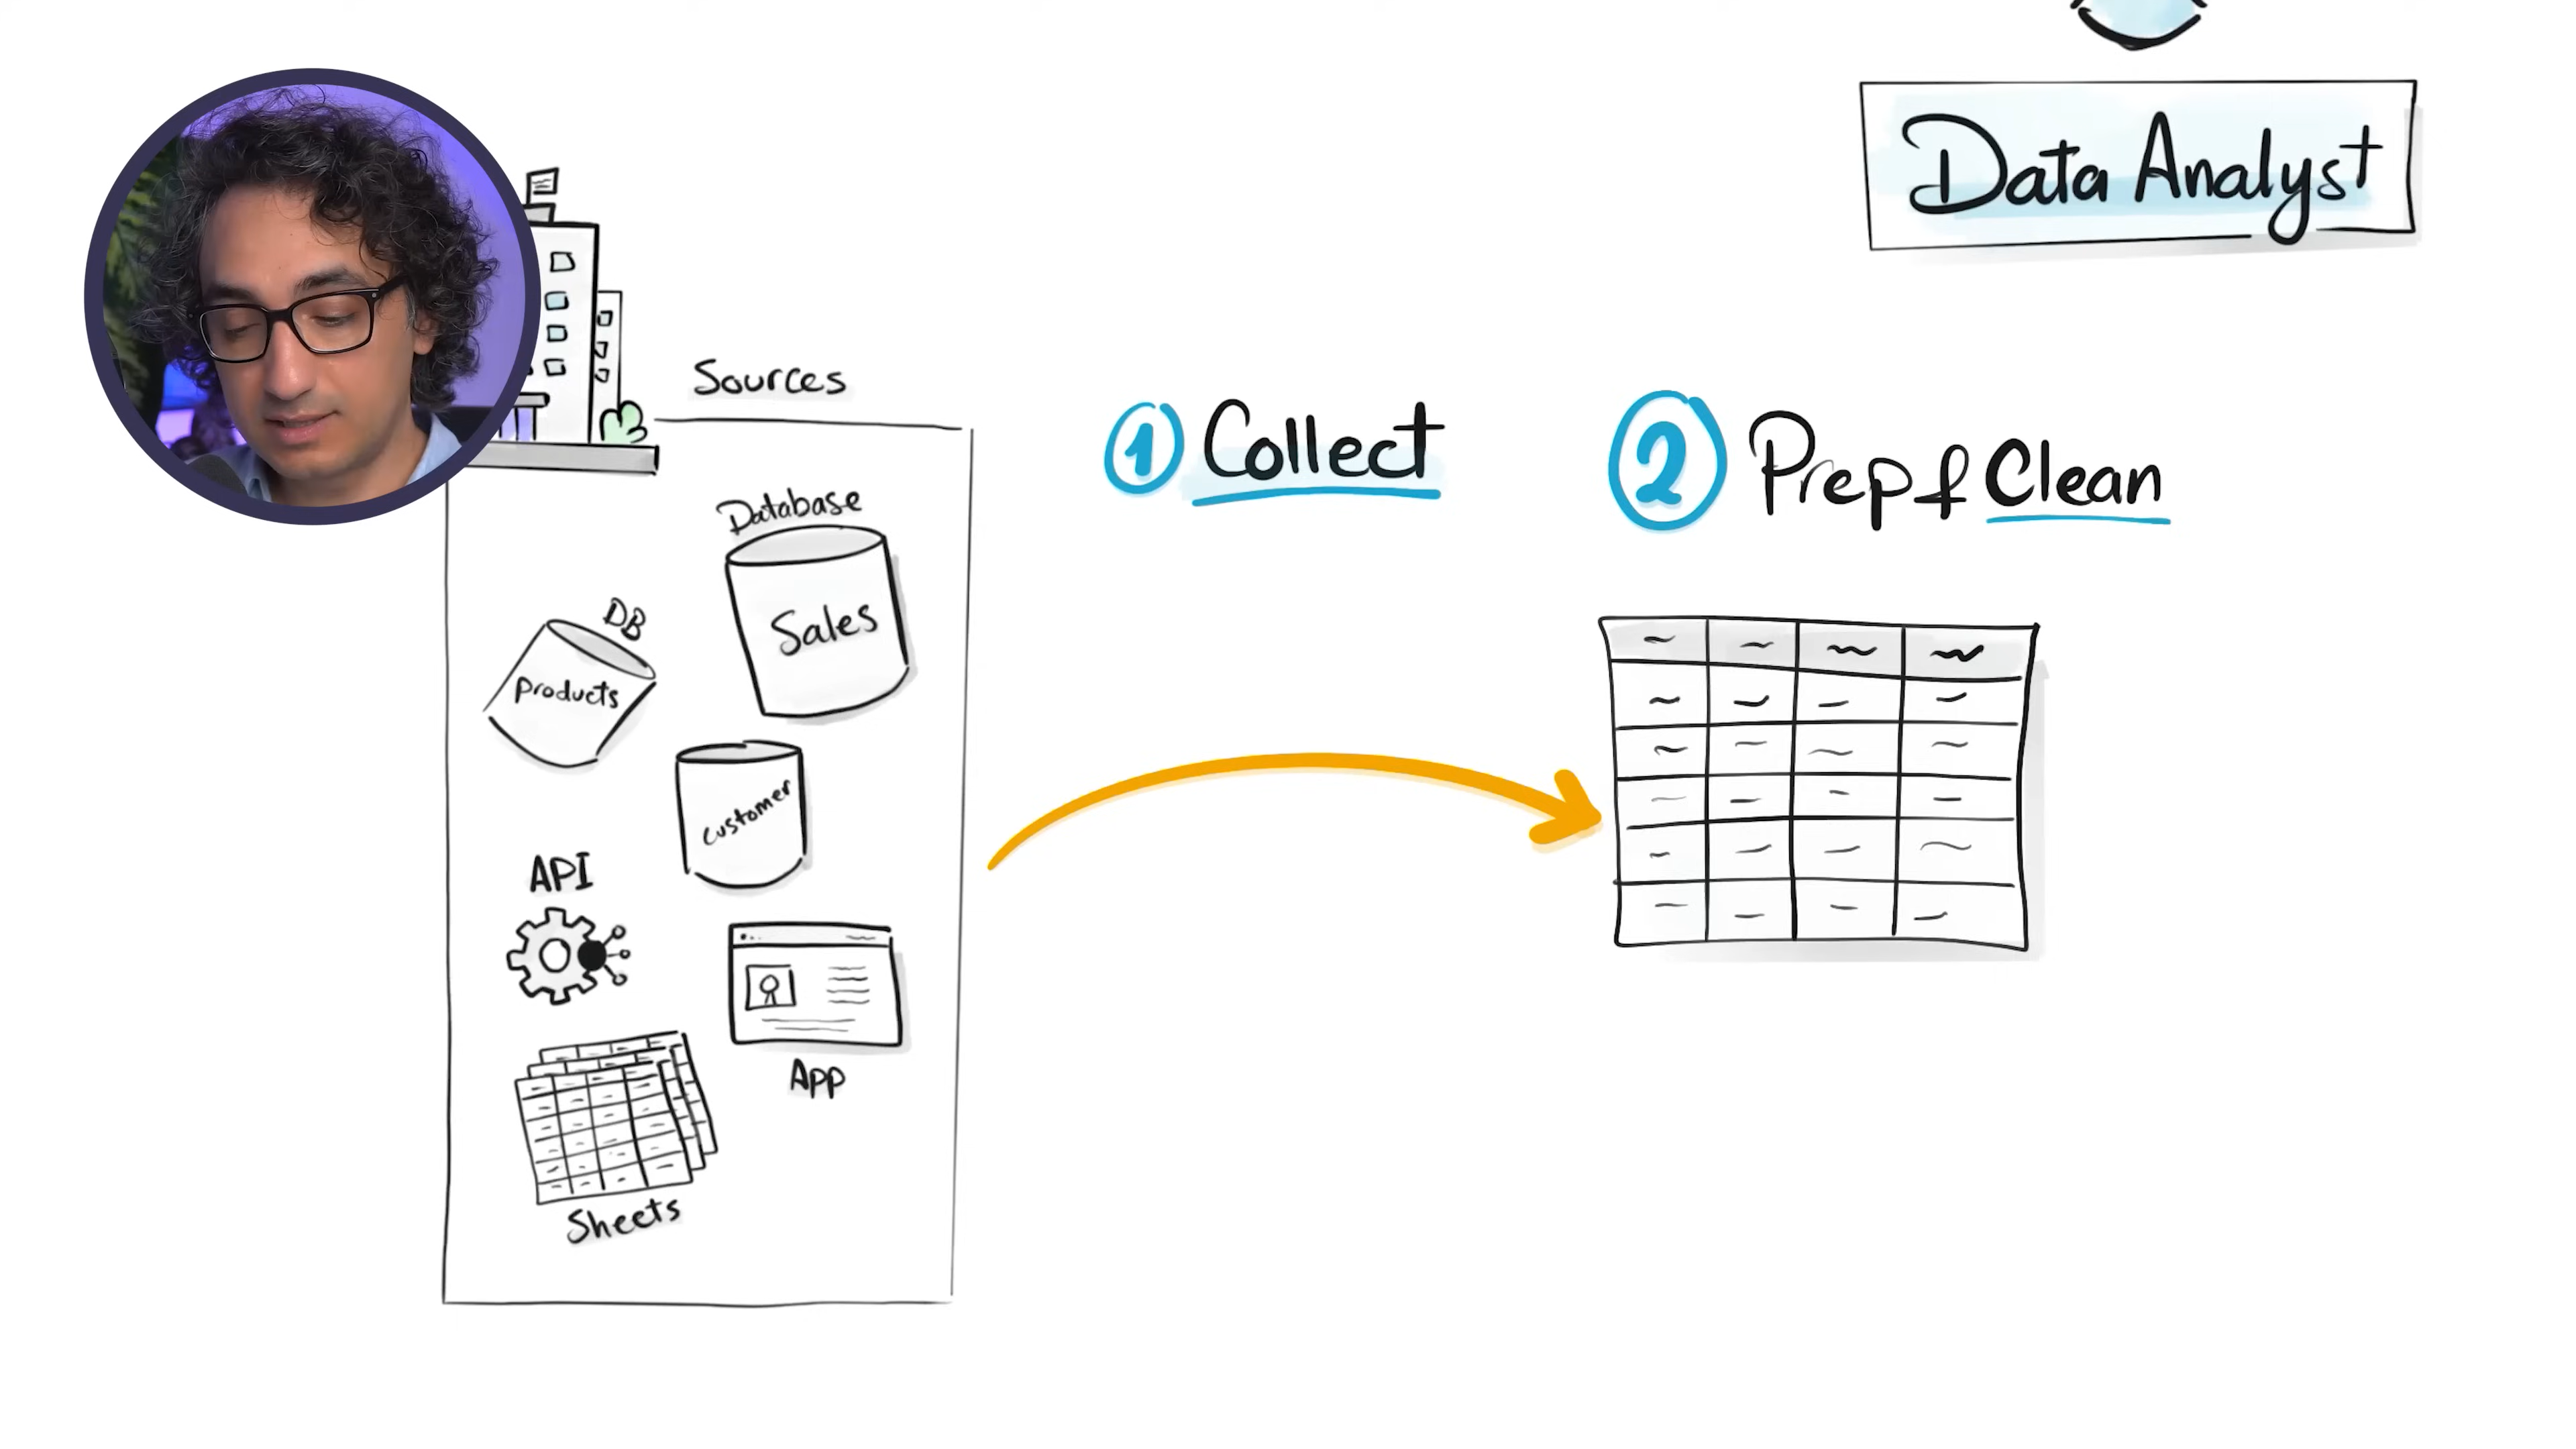 Data Analyst
Sources
1 Collect
2 Prep & Clean
Database
Sales
DB
Products
Customer
API
App
Sheets